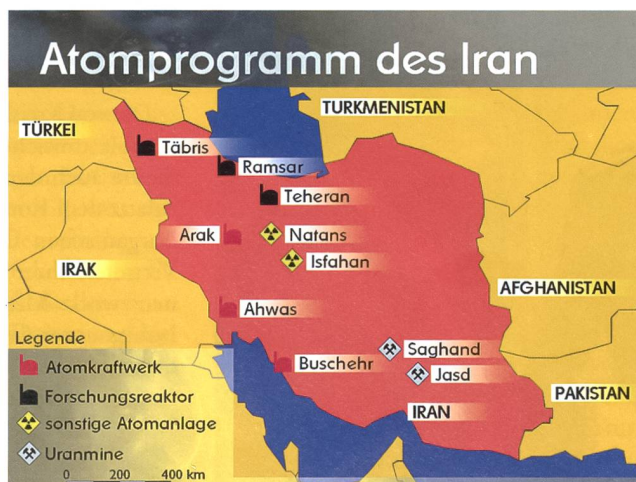 Atomprogramm des Iran
TURKMENISTAN
TÜRKEI
Täbris
Ramsar
Teheran
Arak
Natans
Isfahan
IRAK
AFGHANISTAN
Ahwas
Legende
Saghand
Atomkraftwerk
Buschehr
Jasd
Forschungsreaktor
PAKISTAN
IRAN
sonstige Atomanlage
Uranmine
0 200 400 km